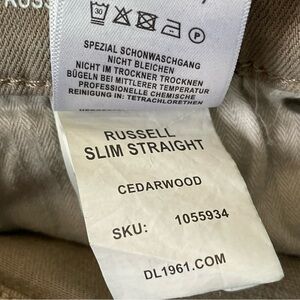 30
P
SPEZIAL SCHONWASCHGANG
NICHT BLEICHEN
NICHT IM TROCKNER TROCKNEN
BÜGELN BEI MITTLERER TEMPERATUR
PROFESSIONELLE CHEMISCHE
REINIGUNG IN: TETRACHLORETHEN
RUSSELL
SLIM STRAIGHT
CEDARWOOD
SKU: 1055934
DL1961.COM